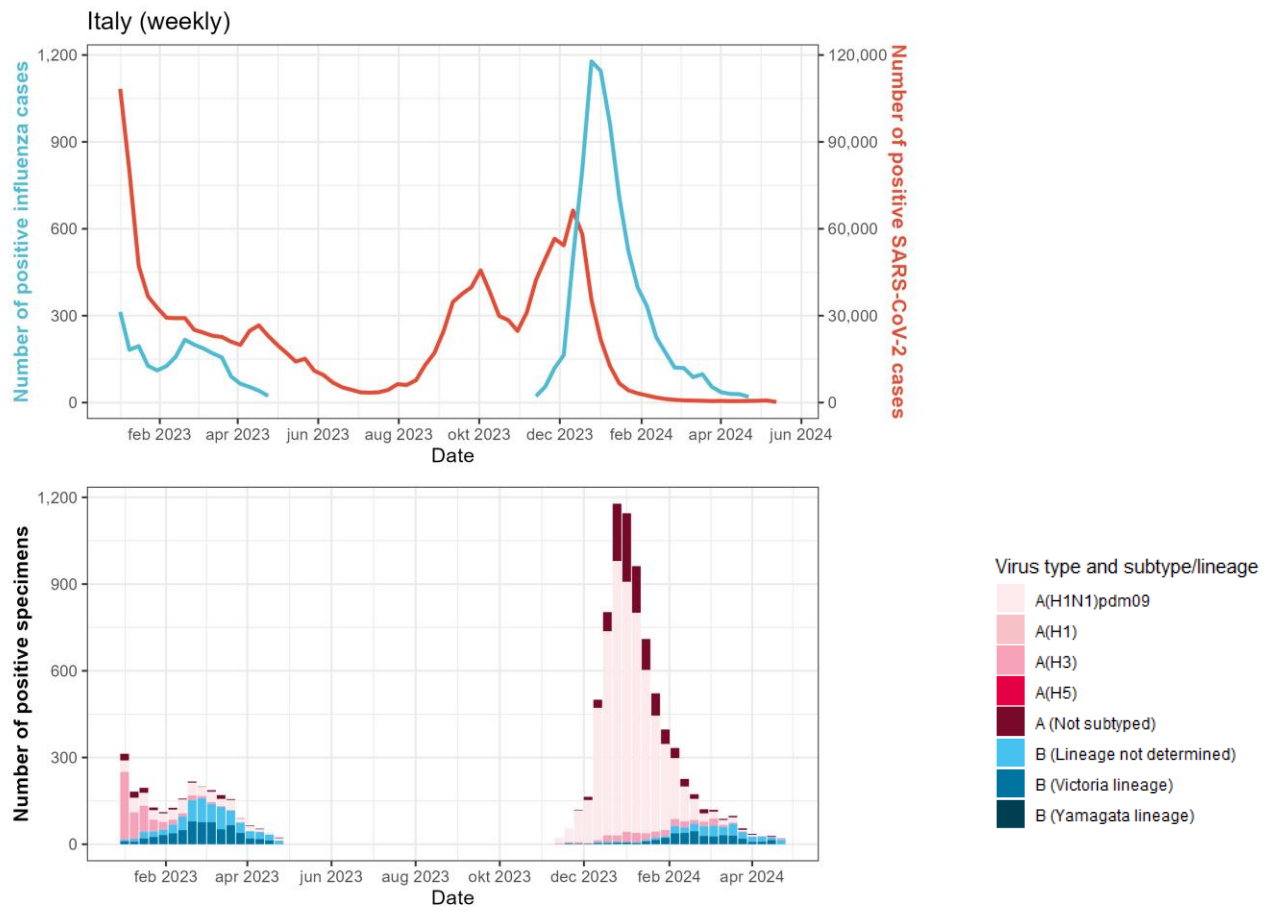 Italy (weekly)
1,200
900
600
300
0
Number of positive influenza cases
120,000
90,000
60,000
30,000
0
Number of positive SARS-CoV-2 cases
feb 2023 apr 2023 jun 2023 aug 2023 okt 2023 dec 2023 feb 2024 apr 2024 jun 2024
Date
1,200
900
600
300
0
Number of positive specimens
feb 2023 apr 2023 jun 2023 aug 2023 okt 2023 dec 2023 feb 2024 apr 2024
Date
Virus type and subtype/lineage
A(H1N1)pdm09
A(H1)
A(H3)
A(H5)
A (Not subtyped)
B (Lineage not determined)
B (Victoria lineage)
B (Yamagata lineage)